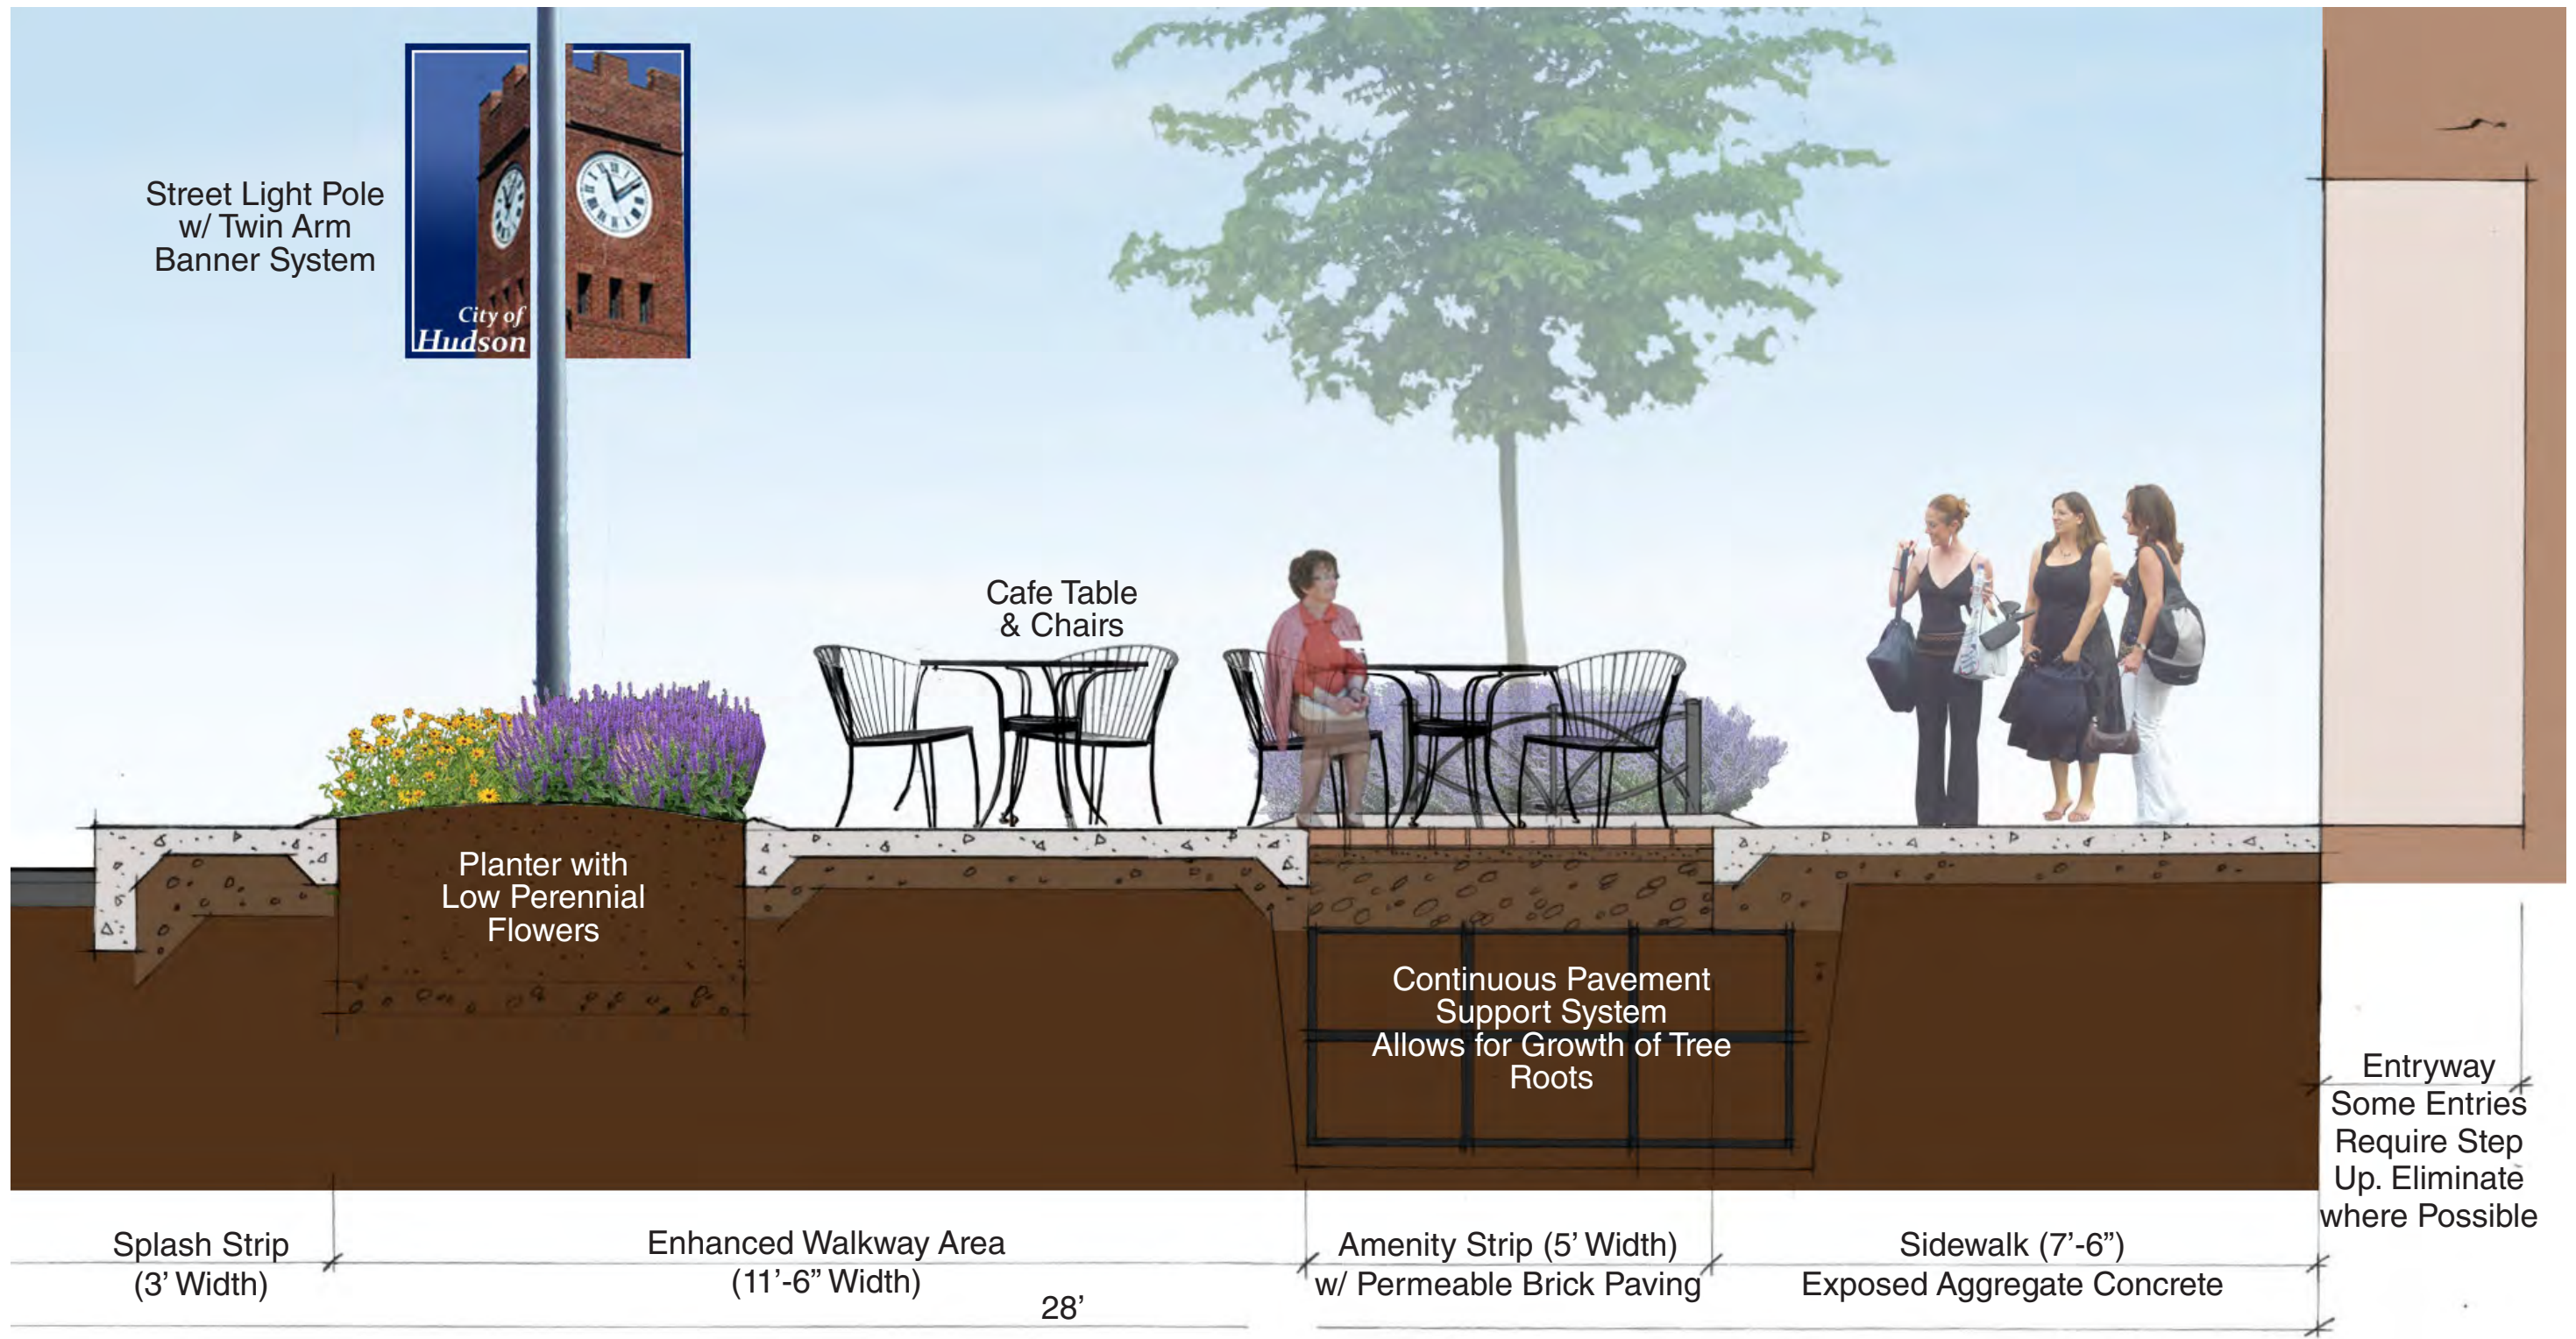 Street Light Pole
w/ Twin Arm
Banner System
City of
Hudson
Cafe Table
& Chairs
Planter with
Low Perennial
Flowers
Continuous Pavement
Support System
Allows for Growth of Tree
Roots
Entryway
Some Entries
Require Step
Up. Eliminate
where Possible
Splash Strip
(3’ Width)
Enhanced Walkway Area
(11’-6” Width)
Amenity Strip (5’ Width)
w/ Permeable Brick Paving
Sidewalk (7’-6”)
Exposed Aggregate Concrete
28’